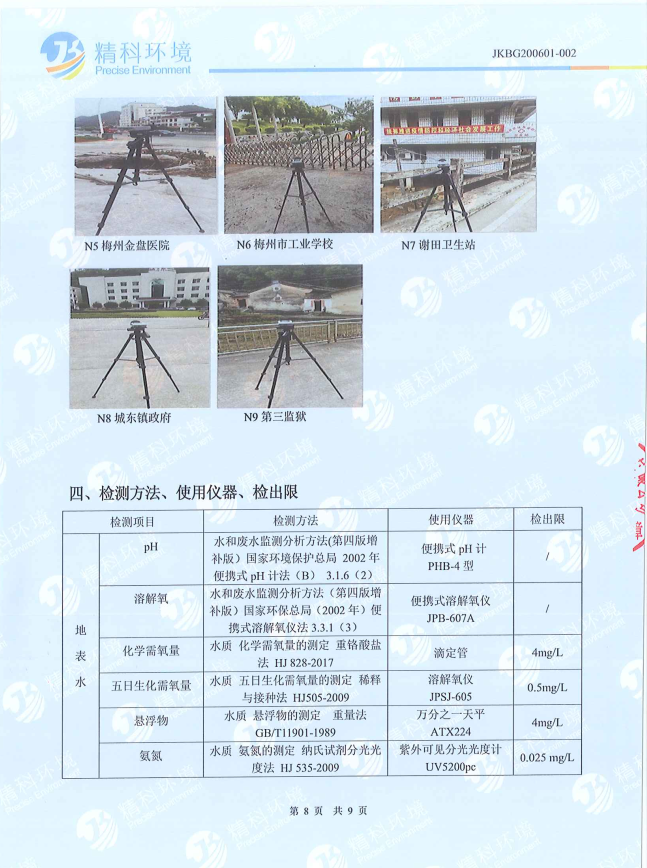 精科环境
Precise Environment
JKBG200601-002
N5 梅州金盘医院
N6 梅州市工业学校
N7 谢田卫生站
N8 城东镇政府
N9 第三监狱
四、检测方法、使用仪器、检出限
检测项目 检测方法 使用仪器 检出限
地表水
pH
水和废水监测分析方法(第四版增
补版）国家环境保护总局 2002 年
便携式 pH 计法（B） 3.1.6（2）
便携式 pH 计
PHB-4 型
/
溶解氧
水和废水监测分析方法（第四版增
补版）国家环保总局（2002 年）便
携式溶解氧仪法 3.3.1（3）
便携式溶解氧仪
JPB-607A
/
化学需氧量
水质 化学需氧量的测定 重铬酸盐
法 HJ 828-2017
滴定管
4mg/L
五日生化需氧量
水质 五日生化需氧量的测定 稀释
与接种法 HJ505-2009
溶解氧仪
JPSJ-605
0.5mg/L
悬浮物
水质 悬浮物的测定 重量法
GB/T11901-1989
万分之一天平
ATX224
4mg/L
氨氮
水质 氨氮的测定 纳氏试剂分光光
度法 HJ 535-2009
紫外可见分光光度计
UV5200pc
0.025 mg/L
第 8 页 共 9 页